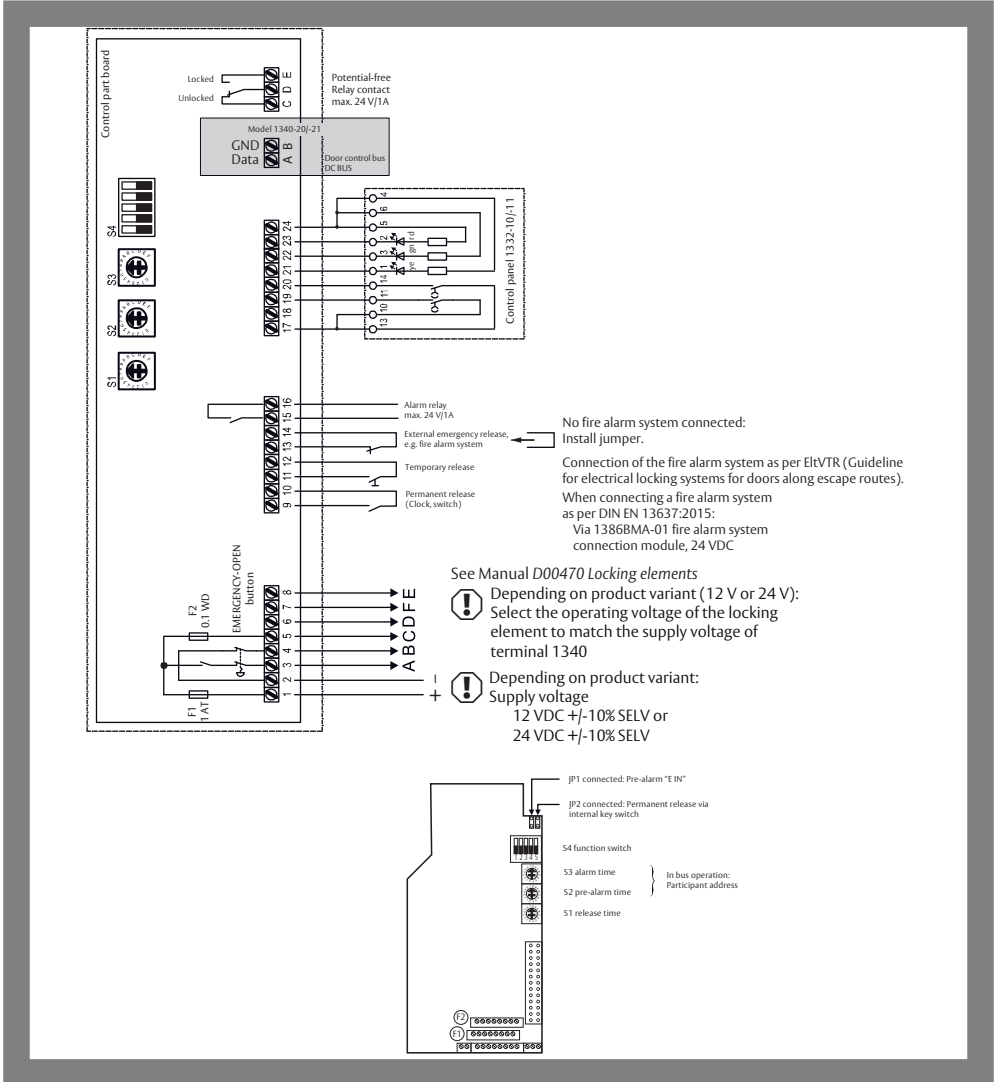 Control part board
Locked
Unlocked
E
D
C
Potential-free
Relay contact
max. 24 V/1A
Model 1340-20/-21
GND
Data
B
A
Door control bus
DC BUS
S4
S3
S2
S1
24
23
22
21
20
19
18
17
4
6
5
2
3
1
14
11
10
13
rd
gn
ye
Control panel 1332-10/-11
16
15
14
13
12
11
10
9
Alarm relay
max. 24 V/1A
External emergency release,
e.g. fire alarm system
Temporary release
Permanent release
(Clock, switch)
No fire alarm system connected:
Install jumper.
Connection of the fire alarm system as per EltVTR (Guideline
for electrical locking systems for doors along escape routes).
When connecting a fire alarm system
as per DIN EN 13637:2015:
Via 1386BMA-01 fire alarm system
connection module, 24 VDC
See Manual D00470 Locking elements
Depending on product variant (12 V or 24 V):
Select the operating voltage of the locking
element to match the supply voltage of
terminal 1340
Depending on product variant:
Supply voltage
12 VDC +/-10% SELV or
24 VDC +/-10% SELV
EMERGENCY-OPEN
button
F2
0.1 WD
F1
1 AT
8
7
6
5
4
3
2
1
A B C D F E
–
+
JP1 connected: Pre-alarm "E IN"
JP2 connected: Permanent release via
internal key switch
1 2 3 4 5
S4 function switch
S3 alarm time
S2 pre-alarm time
In bus operation:
Participant address
S1 release time
F2
F1